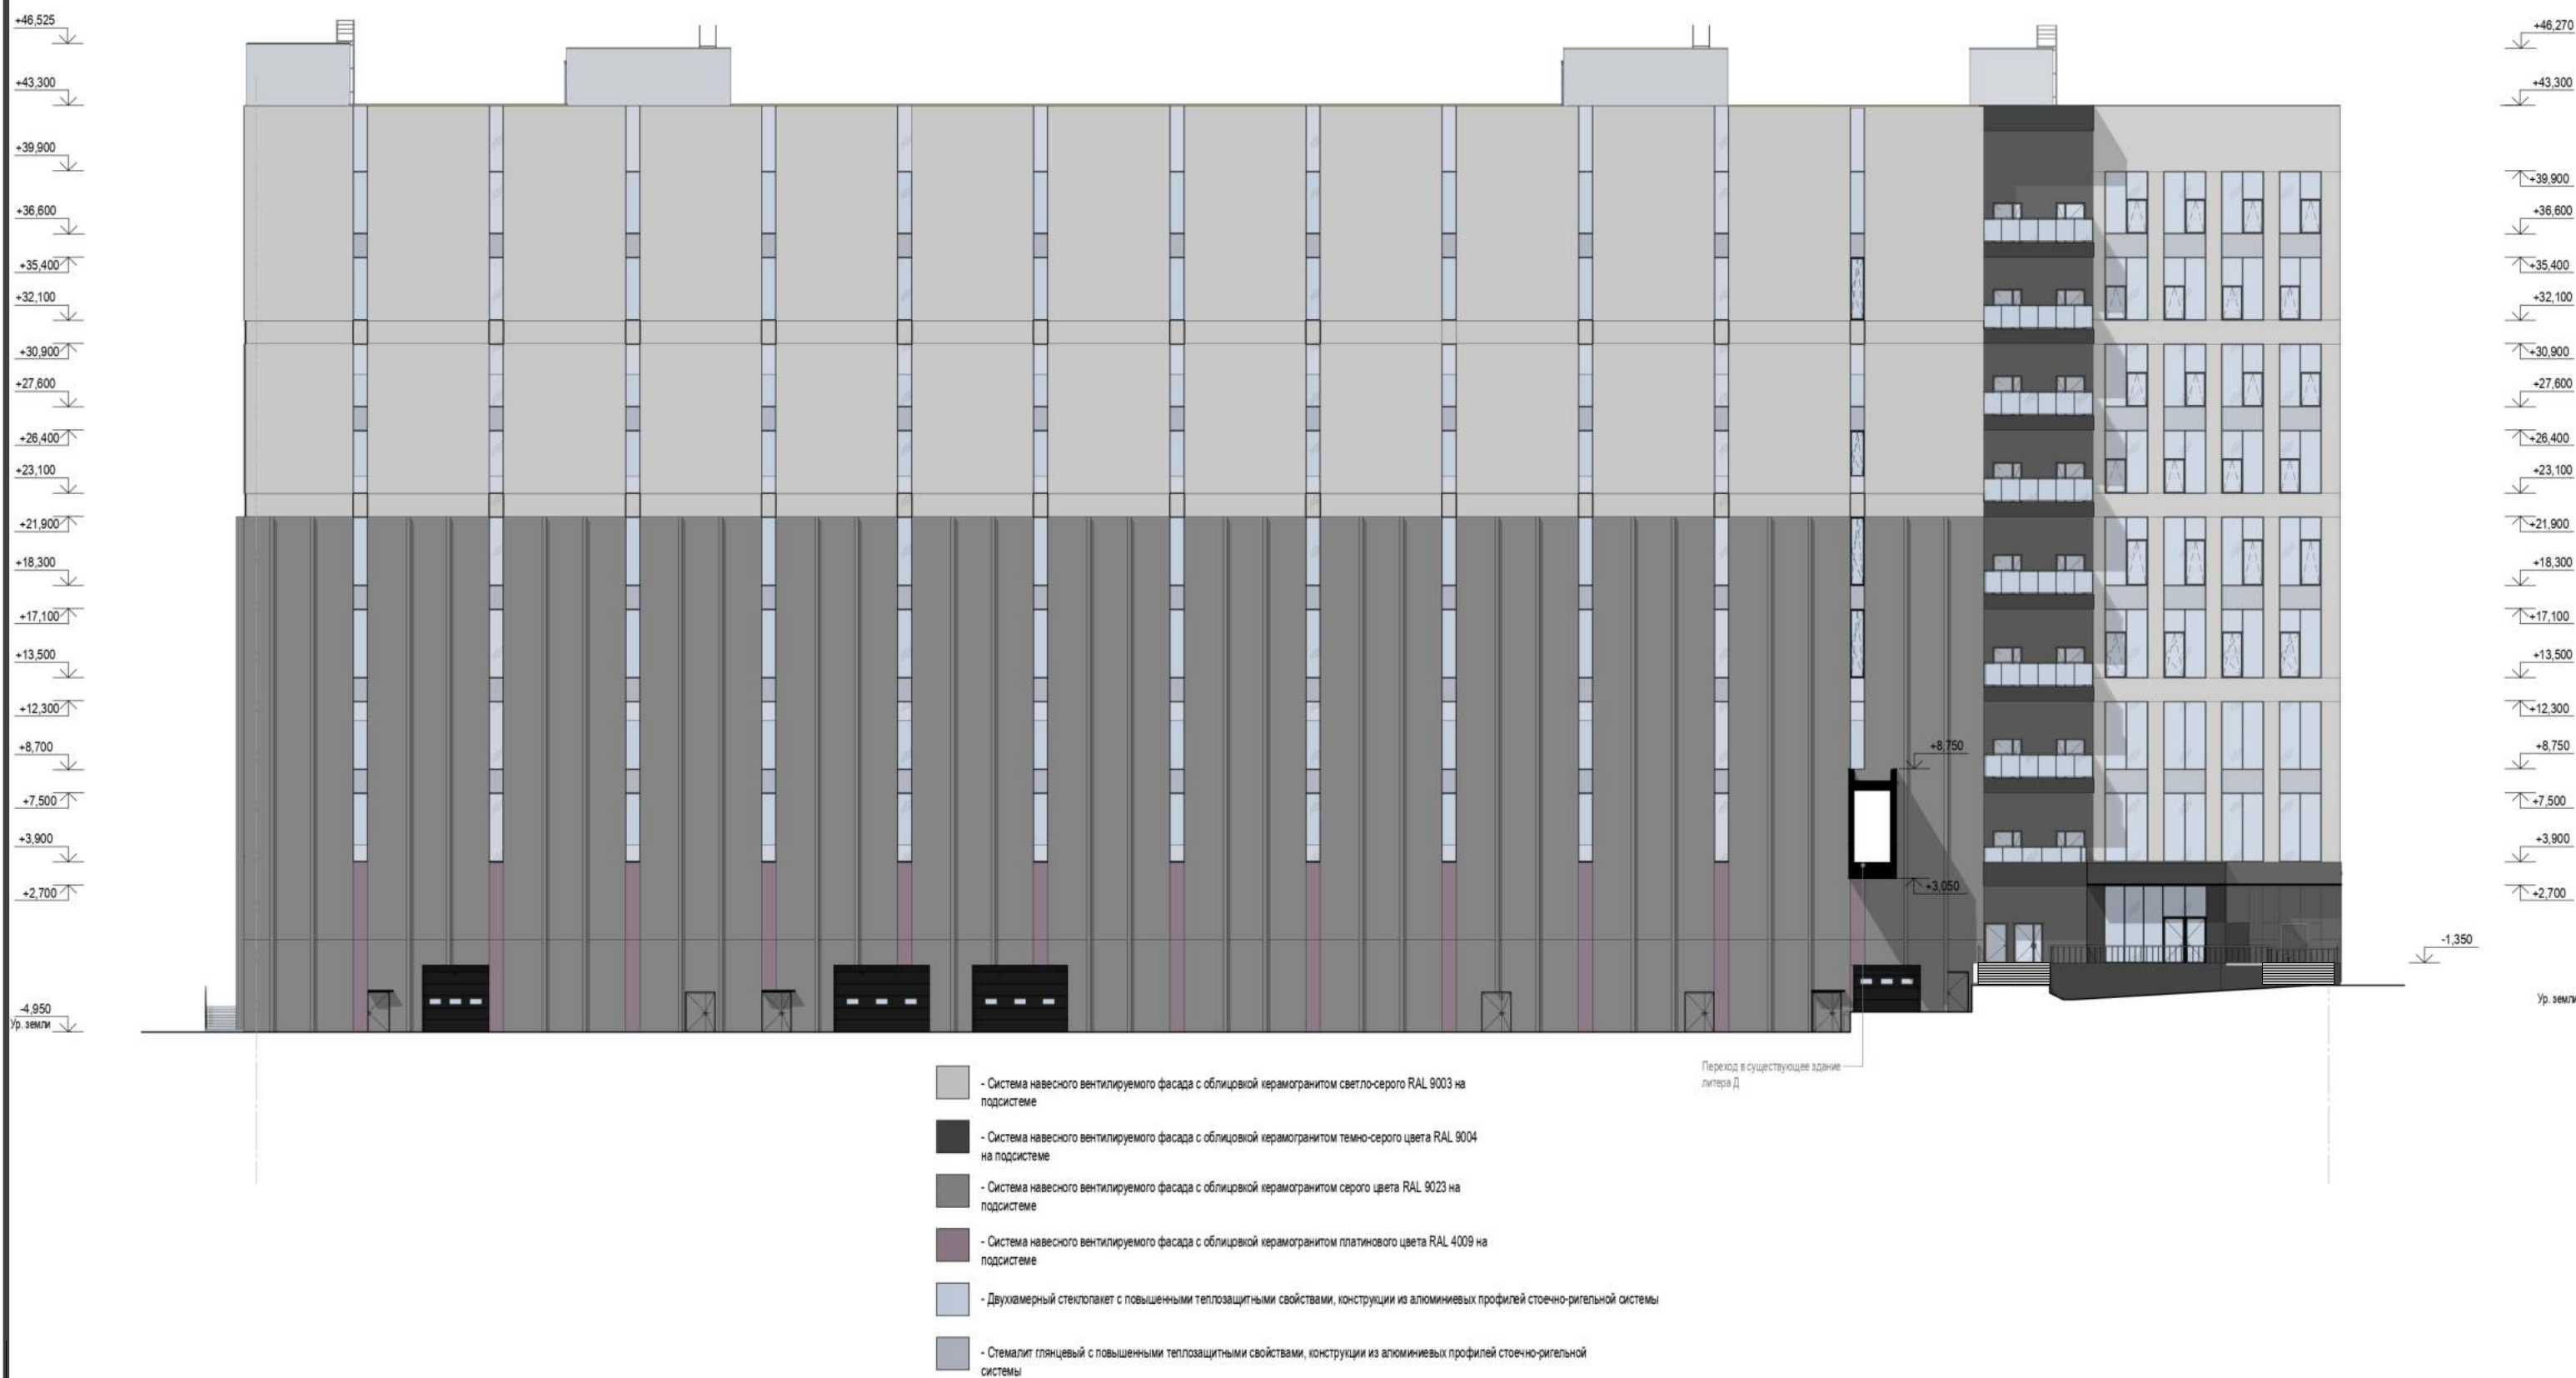 +46,525
+43,300
+39,900
+36,600
+35,400
+32,100
+30,900
+27,600
+26,400
+23,100
+21,900
+18,300
+17,100
+13,500
+12,300
+8,700
+7,500
+3,900
+2,700
-4,950
Ур. земли
+8,750
+3,050
Переход в существующее здание
литера Д
+46,270
+43,300
+39,900
+36,600
+35,400
+32,100
+30,900
+27,600
+26,400
+23,100
+21,900
+18,300
+17,100
+13,500
+12,300
+8,750
+7,500
+3,900
+2,700
-1,350
Ур. земли
- Система навесного вентилируемого фасада с облицовкой керамогранитом светло-серого RAL 9003 на
подсистеме
- Система навесного вентилируемого фасада с облицовкой керамогранитом темно-серого цвета RAL 9004
на подсистеме
- Система навесного вентилируемого фасада с облицовкой керамогранитом серого цвета RAL 9023 на
подсистеме
- Система навесного вентилируемого фасада с облицовкой керамогранитом платинового цвета RAL 4009 на
подсистеме
- Двухкамерный стеклопакет с повышенными теплозащитными свойствами, конструкции из алюминиевых профилей стоечно-ригельной системы
- Стемалит глянцевый с повышенными теплозащитными свойствами, конструкции из алюминиевых профилей стоечно-ригельной
системы